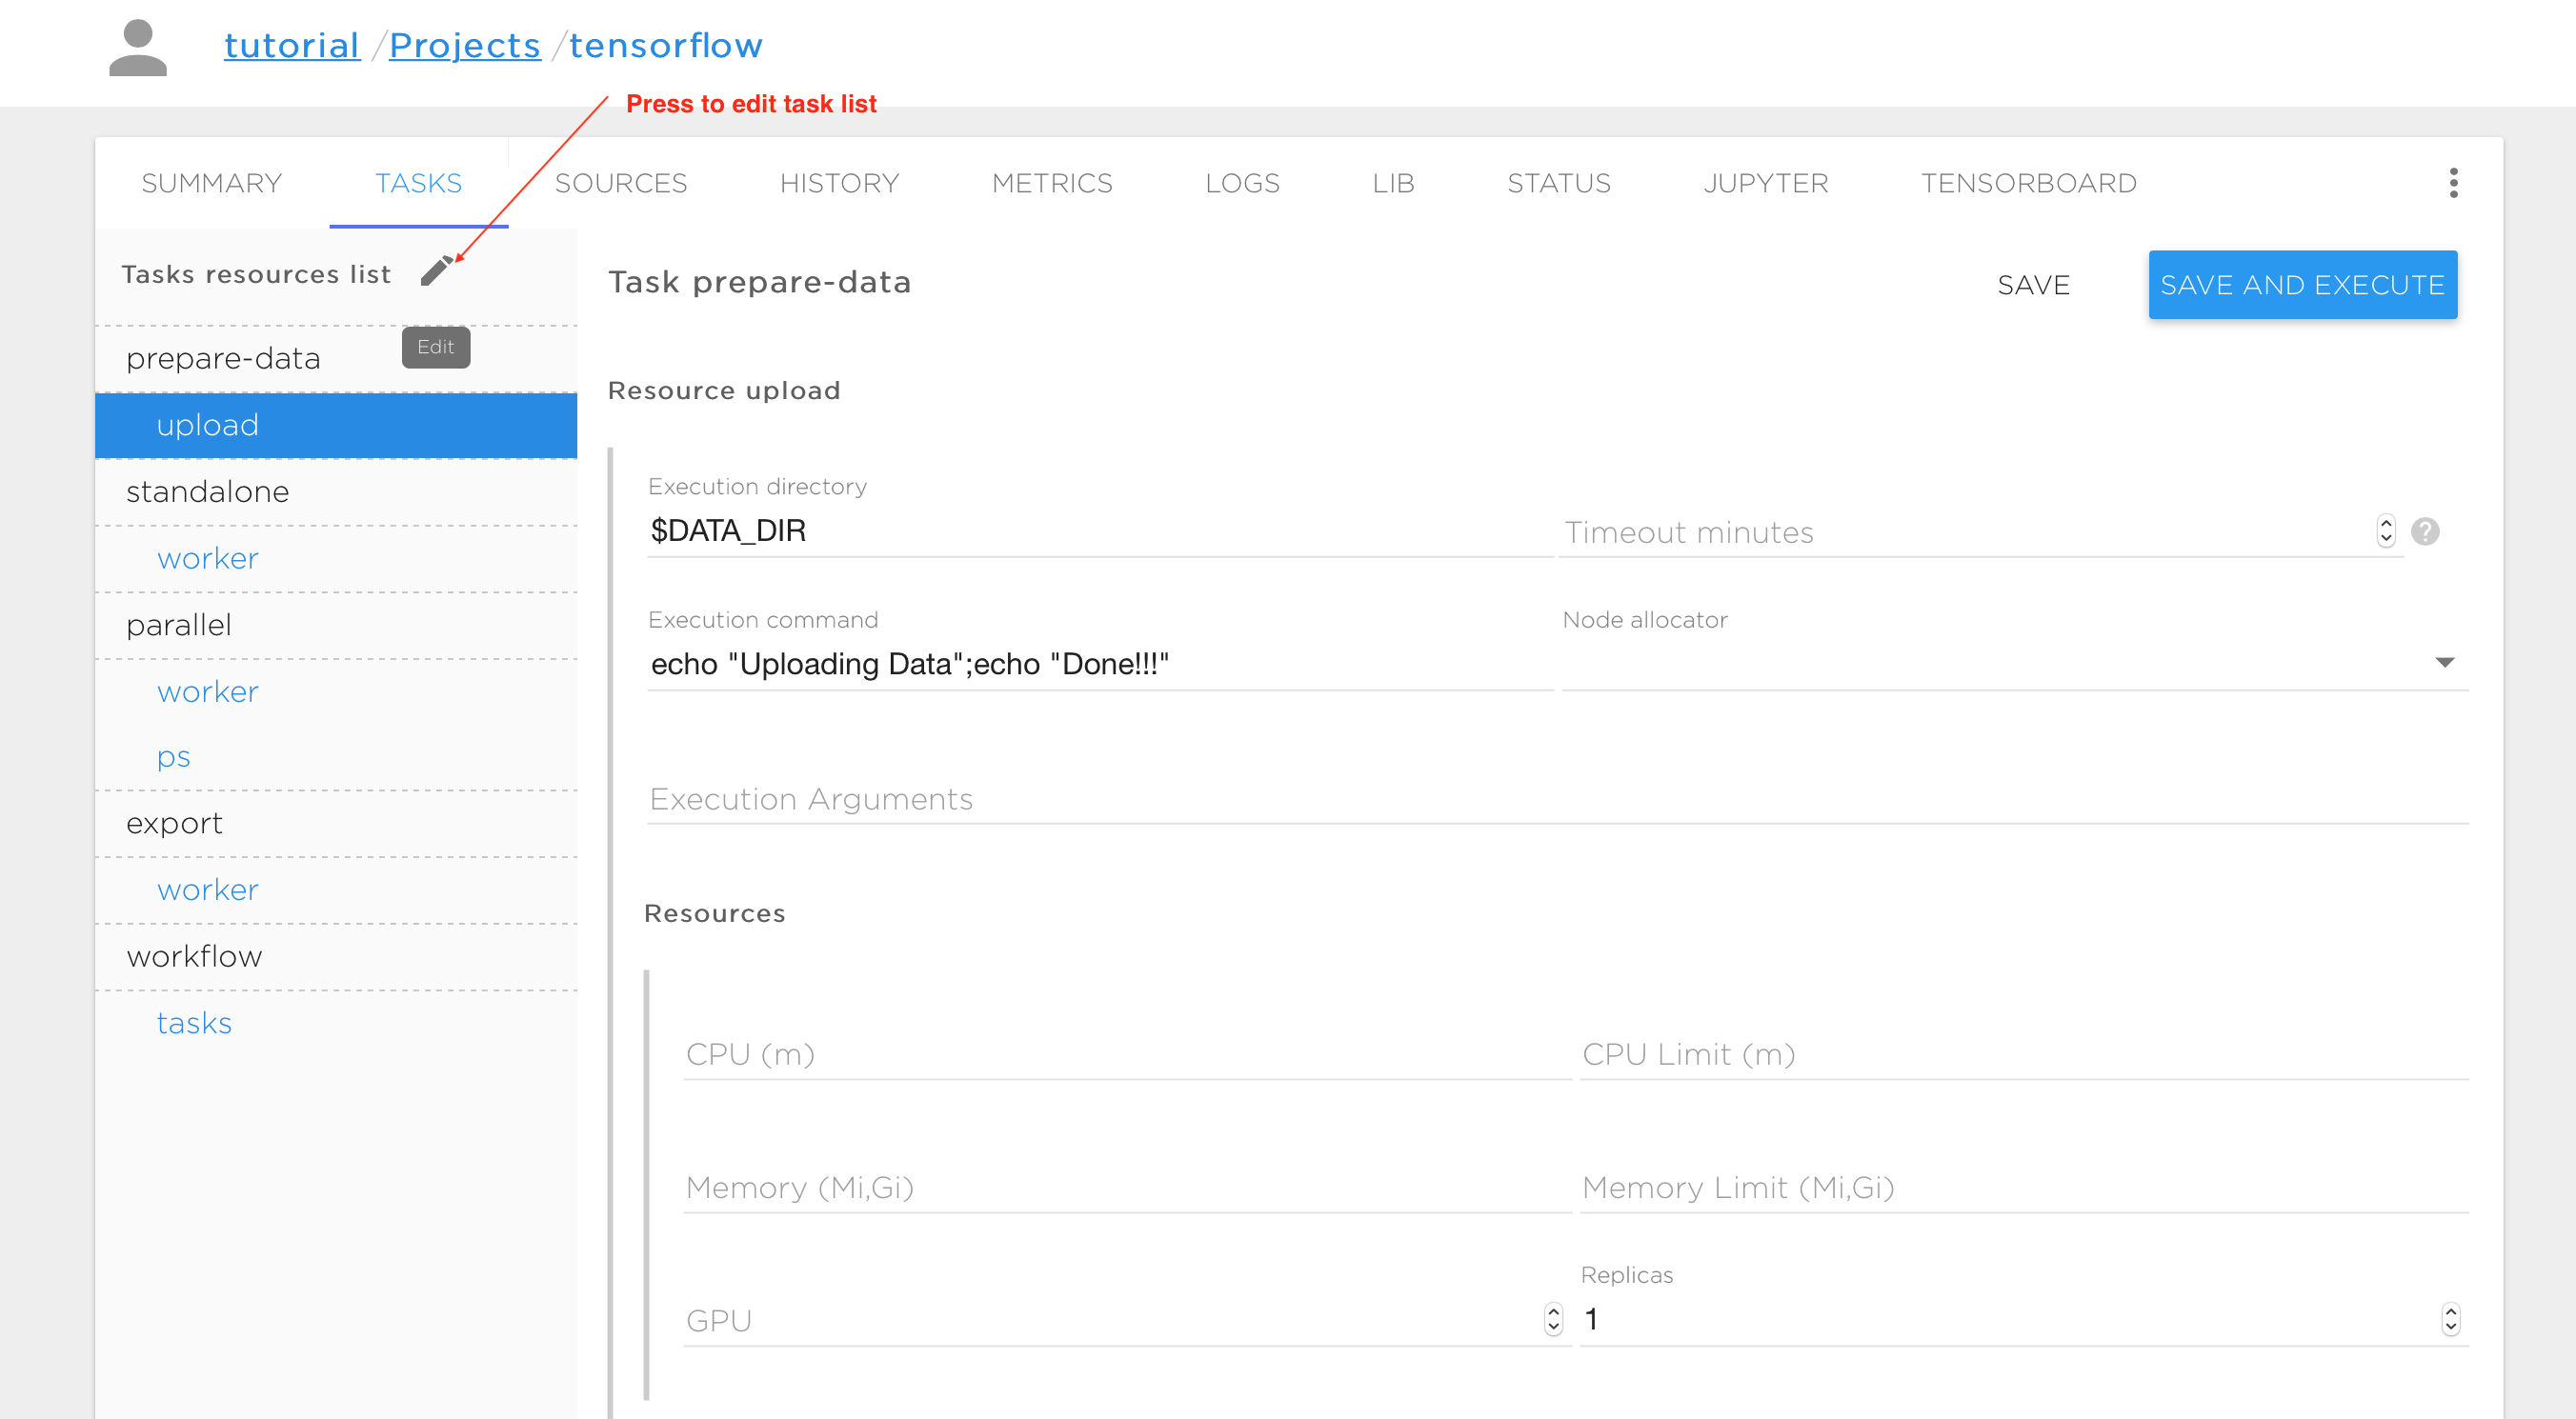 tutorial /Projects /tensorflow
Press to edit task list
SUMMARY TASKS SOURCES HISTORY METRICS LOGS LIB STATUS JUPYTER TENSORBOARD
Tasks resources list
Edit
prepare-data
upload
standalone
worker
parallel
worker
ps
export
worker
workflow
tasks
Task prepare-data
SAVE
SAVE AND EXECUTE
Resource upload
Execution directory
$DATA_DIR
Timeout minutes
?
Execution command
echo "Uploading Data";echo "Done!!!"
Node allocator
Execution Arguments
Resources
CPU (m)
CPU Limit (m)
Memory (Mi,Gi)
Memory Limit (Mi,Gi)
GPU
Replicas
1